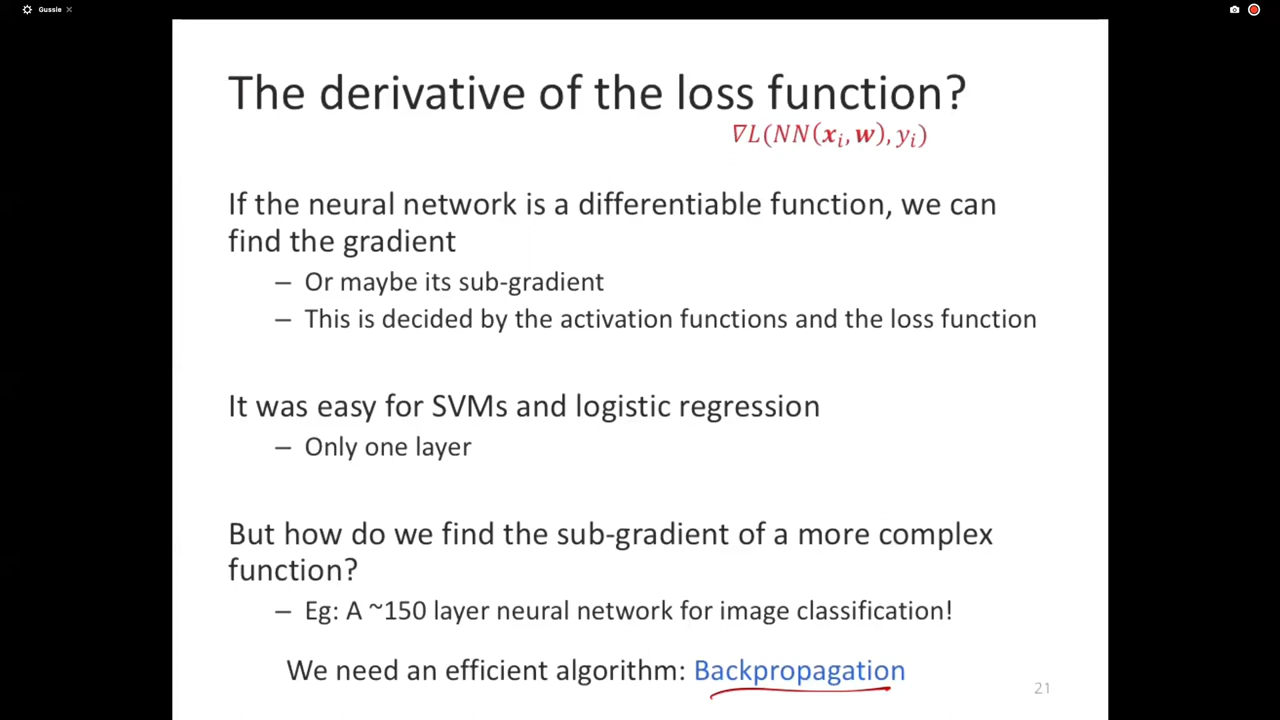 Gussie
The derivative of the loss function?
∇L(NN(𝒙ᵢ, 𝒘), yᵢ)
If the neural network is a differentiable function, we can
find the gradient
– Or maybe its sub-gradient
– This is decided by the activation functions and the loss function
It was easy for SVMs and logistic regression
– Only one layer
But how do we find the sub-gradient of a more complex
function?
– Eg: A ~150 layer neural network for image classification!
We need an efficient algorithm: Backpropagation
21